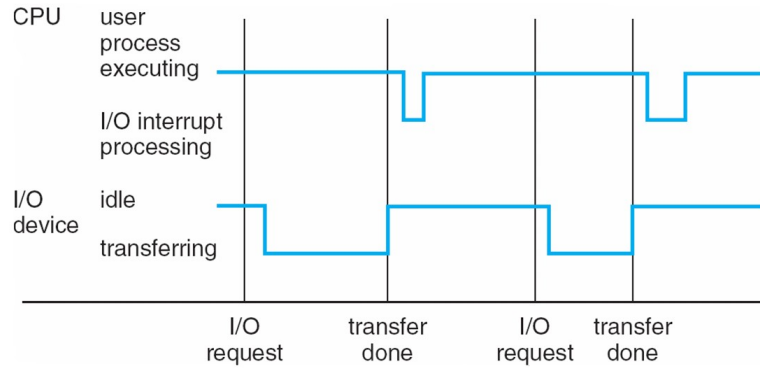 CPU
user
process
executing
I/O interrupt
processing
I/O
device
idle
transferring
I/O
request
transfer
done
I/O
request
transfer
done